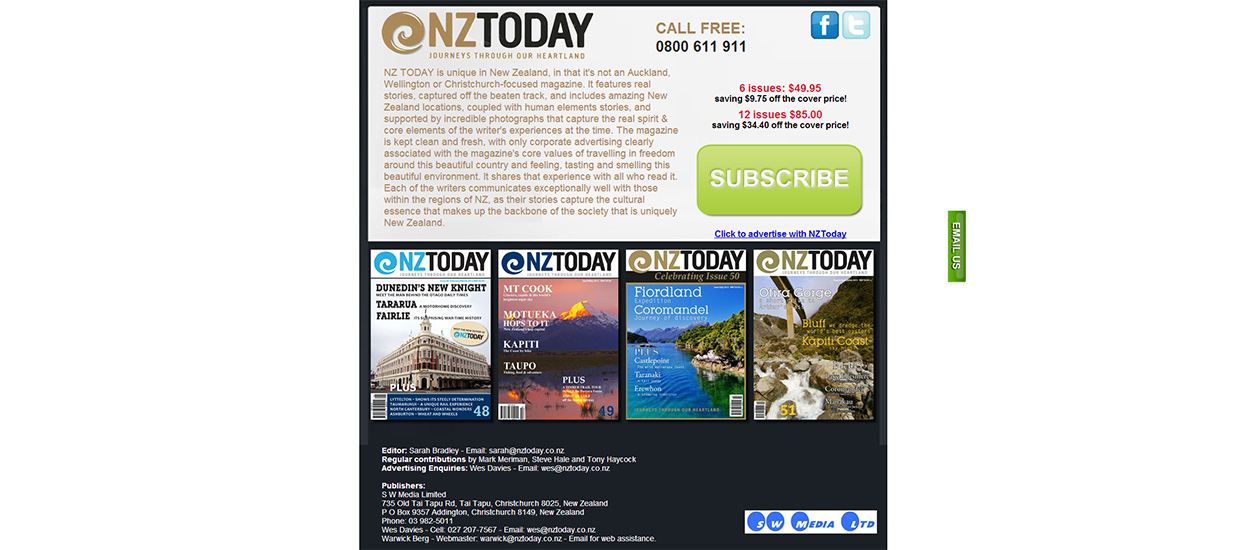 NZTODAY
JOURNEYS THROUGH OUR HEARTLAND
CALL FREE:
0800 611 911
NZ TODAY is unique in New Zealand, in that it's not an Auckland,
Wellington or Christchurch-focused magazine. It features real
stories, captured off the beaten track, and includes amazing New
Zealand locations, coupled with human elements stories, and
supported by incredible photographs that capture the real spirit &
core elements of the writer's experiences at the time. The magazine
is kept clean and fresh, with only corporate advertising clearly
associated with the magazine's core values of travelling in freedom
around this beautiful country and feeling, tasting and smelling this
beautiful environment. It shares that experience with all who read it.
Each of the writers communicates exceptionally well with those
within the regions of NZ, as their stories capture the cultural
essence that makes up the backbone of the society that is uniquely
New Zealand.
6 issues: $49.95
saving $9.75 off the cover price!
12 issues $85.00
saving $34.40 off the cover price!
SUBSCRIBE
Click to advertise with NZToday
EMAIL US
NZTODAY
JOURNEYS THROUGH OUR HEARTLAND
DUNEDIN'S NEW KNIGHT
MEET THE MAN BEHIND THE OTAGO DAILY TIMES
TARARUA A MOTORHOME DISCOVERY
FAIRLIE ITS SURPRISING WAR TIME HISTORY
NZTODAY
PLUS
LYTTELTON - SHOWS ITS STEELY DETERMINATION
TAUMARUNUI - A UNIQUE RAIL EXPERIENCE
NORTH CANTERBURY - COASTAL WONDERS
ASHBURTON - WHEAT AND WHEELS
48
NZTODAY
JOURNEYS THROUGH OUR HEARTLAND
MT COOK
MOTUEKA
HOPS TO IT
KAPITI
The Coast by bike
TAUPO
Fishing, food & adventure
PLUS
49
NZTODAY
Celebrating Issue 50
Fiordland
Expedition
Coromandel
Journey of discovery
PLUS
Castlepoint
Taranaki
Erewhon
JOURNEYS THROUGH OUR HEARTLAND
NZTODAY
JOURNEYS THROUGH OUR HEARTLAND
Otira Gorge
Bluff we dredge the
world's best oysters
Kapiti Coast
51
Editor: Sarah Bradley - Email: sarah@nztoday.co.nz
Regular contributions by Mark Meriman, Steve Hale and Tony Haycock
Advertising Enquiries: Wes Davies - Email: wes@nztoday.co.nz
Publishers:
S W Media Limited
735 Old Tai Tapu Rd, Tai Tapu, Christchurch 8025, New Zealand
P O Box 9357 Addington, Christchurch 8149, New Zealand
Phone: 03 982-5011
Wes Davies - Cell: 027 207-7567 - Email: wes@nztoday.co.nz
Warwick Berg - Webmaster: warwick@nztoday.co.nz - Email for web assistance.
S W MEDIA LTD